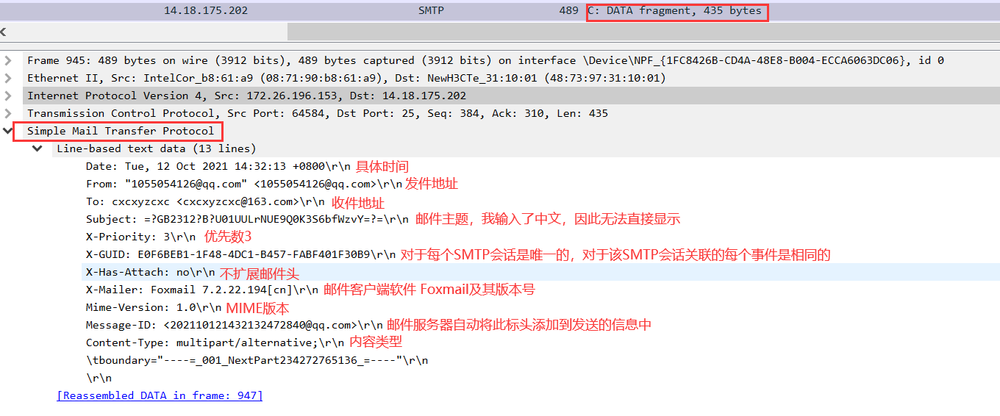 14.18.175.202 SMTP 489 C: DATA fragment, 435 bytes
Frame 945: 489 bytes on wire (3912 bits), 489 bytes captured (3912 bits) on interface \Device\NPF_{1FC8426B-CD4A-48E8-B004-ECCA6063DC06}, id 0
Ethernet II, Src: IntelCor_b8:61:a9 (08:71:90:b8:61:a9), Dst: NewH3CTe_31:10:01 (48:73:97:31:10:01)
Internet Protocol Version 4, Src: 172.26.196.153, Dst: 14.18.175.202
Transmission Control Protocol, Src Port: 64584, Dst Port: 25, Seq: 384, Ack: 310, Len: 435
Simple Mail Transfer Protocol
Line-based text data (13 lines)
Date: Tue, 12 Oct 2021 14:32:13 +0800\r\n 具体时间
From: "1055054126@qq.com" <1055054126@qq.com>\r\n 发件地址
To: cxcxyzcxc <cxcxyzcxc@163.com>\r\n 收件地址
Subject: =?GB2312?B?U01UULrNUE9Q0K3S6bfWzvY=?=\r\n 邮件主题，我输入了中文，因此无法直接显示
X-Priority: 3\r\n 优先数3
X-GUID: E0F6BEB1-1F48-4DC1-B457-FABF401F30B9\r\n 对于每个SMTP会话是唯一的，对于该SMTP会话关联的每个事件是相同的
X-Has-Attach: no\r\n 不扩展邮件头
X-Mailer: Foxmail 7.2.22.194[cn]\r\n 邮件客户端软件 Foxmail及其版本号
Mime-Version: 1.0\r\n MIME版本
Message-ID: <202110121432132472840@qq.com>\r\n 邮件服务器自动将此标头添加到发送的信息中
Content-Type: multipart/alternative;\r\n 内容类型
\tboundary="----=_001_NextPart234272765136_=----"\r\n
\r\n
[Reassembled DATA in frame: 947]